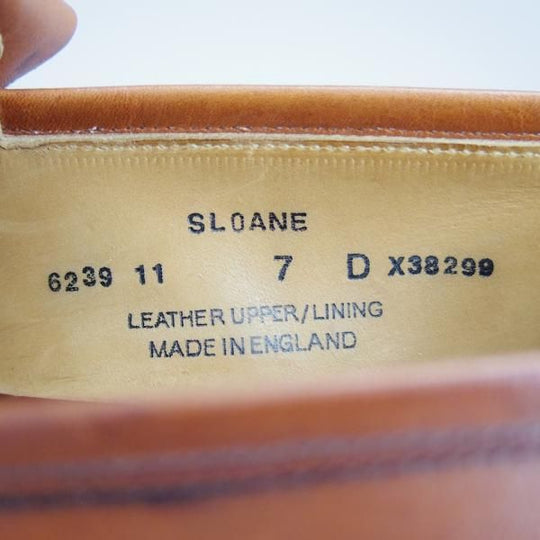 SLOANE
6239 11 7 D X38299
LEATHER UPPER/LINING
MADE IN ENGLAND